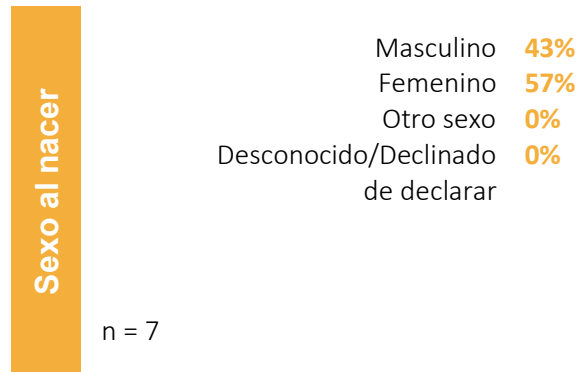 Sexo al nacer
Masculino 43%
Femenino 57%
Otro sexo 0%
Desconocido/Declinado 0%
de declarar
n = 7